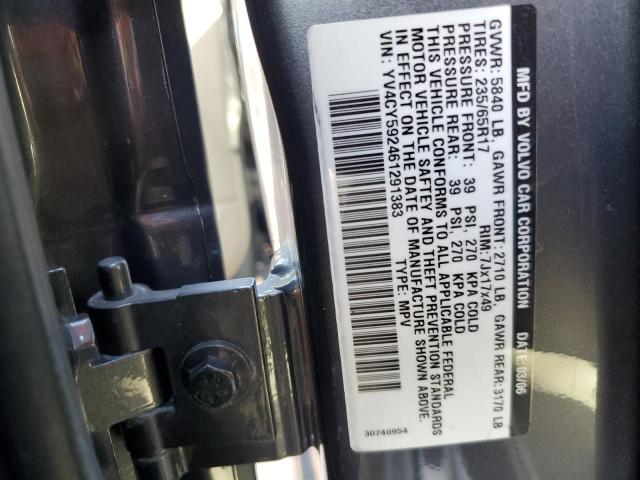 MFD BY VOLVO CAR CORPORATION DATE: 03/06
GVWR: 5840 LB, GAWR FRONT: 2710 LB, GAWR REAR: 3170 LB
TIRES: 235/65R17 RIM: 7Jx17x49
PRESSURE FRONT: 39 PSI, 270 KPA COLD
PRESSURE REAR: 39 PSI, 270 KPA COLD
THIS VEHICLE CONFORMS TO ALL APPLICABLE FEDERAL
MOTOR VEHICLE SAFTEY AND THEFT PREVENTION STANDARDS
IN EFFECT ON THE DATE OF MANUFACTURE SHOWN ABOVE.
VIN: YV4CY592461291383 TYPE: MPV
30746954